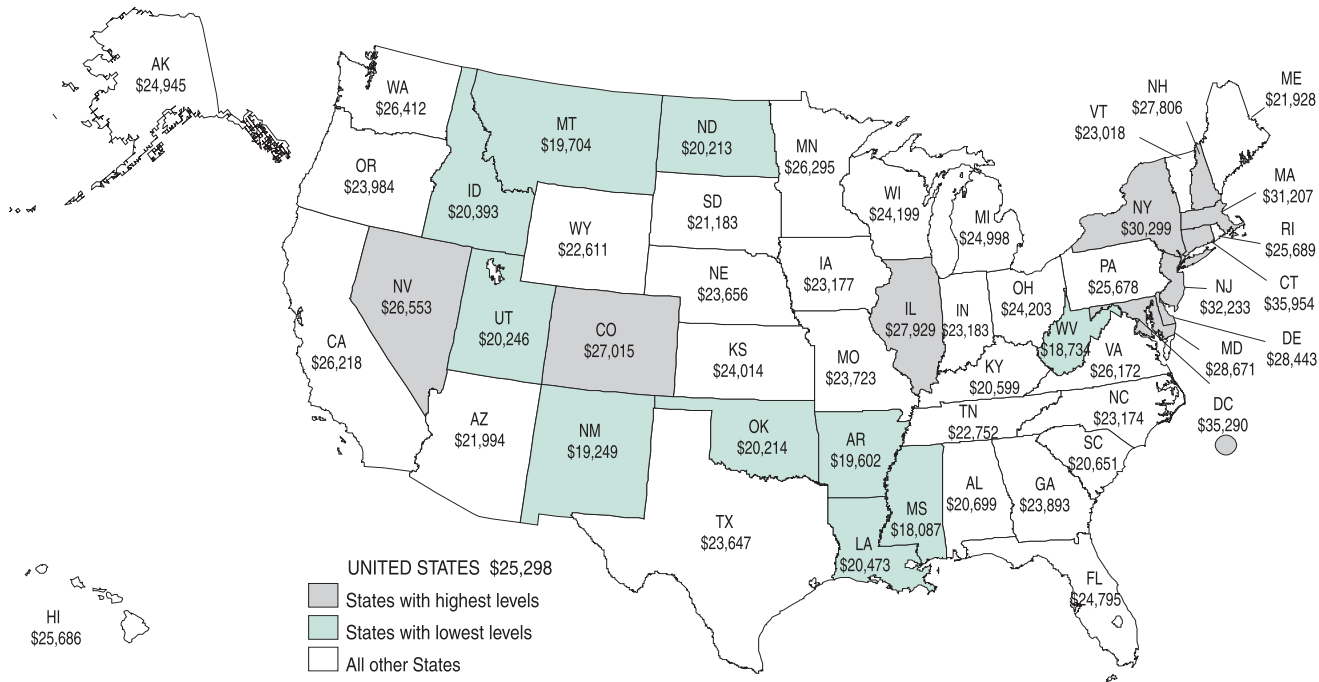 AK
$24,945
WA
$26,412
MT
$19,704
ND
$20,213
MN
$26,295
VT
$23,018
NH
$27,806
ME
$21,928
OR
$23,984
ID
$20,393
WY
$22,611
SD
$21,183
WI
$24,199
MI
$24,998
NY
$30,299
MA
$31,207
RI
$25,689
CT
$35,954
NV
$26,553
UT
$20,246
CO
$27,015
NE
$23,656
IA
$23,177
IL
$27,929
IN
$23,183
OH
$24,203
PA
$25,678
NJ
$32,233
DE
$28,443
MD
$28,671
DC
$35,290
CA
$26,218
KS
$24,014
MO
$23,723
KY
$20,599
WV
$18,734
VA
$26,172
AZ
$21,994
NM
$19,249
OK
$20,214
AR
$19,602
TN
$22,752
NC
$23,174
SC
$20,651
TX
$23,647
LA
$20,473
MS
$18,087
AL
$20,699
GA
$23,893
FL
$24,795
HI
$25,686
UNITED STATES $25,298
States with highest levels
States with lowest levels
All other States